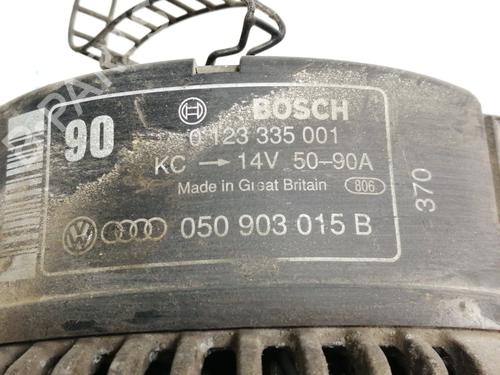 90
BOSCH
0 123 335 001
KC → 14V 50-90A
Made in Great Britain 806
370
050 903 015 B